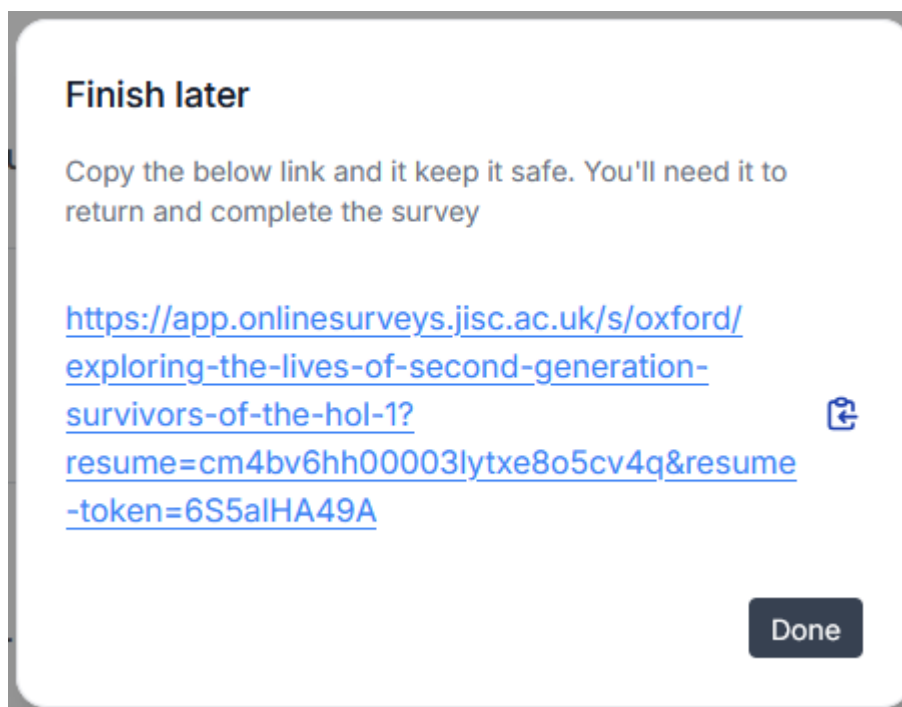 Finish later
Copy the below link and it keep it safe. You'll need it to
return and complete the survey
https://app.onlinesurveys.jisc.ac.uk/s/oxford/
exploring-the-lives-of-second-generation-
survivors-of-the-hol-1?
resume=cm4bv6hh00003lytxe8o5cv4q&resume
-token=6S5alHA49A
Done